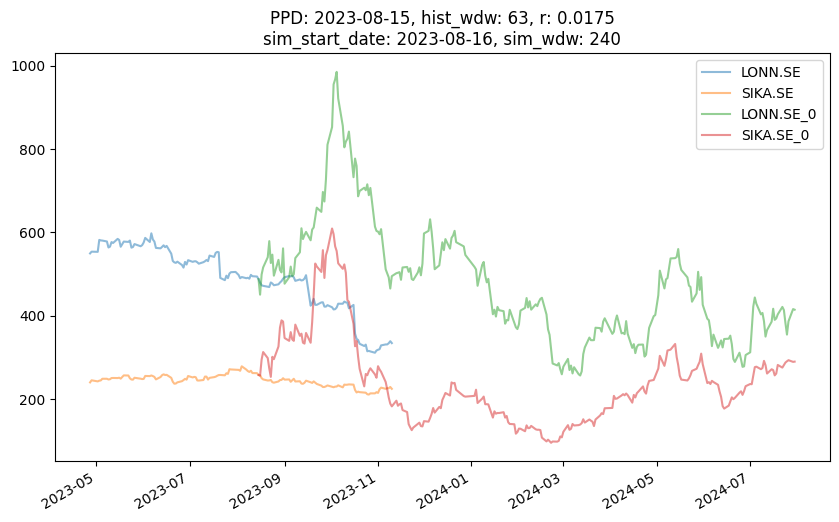 PPD: 2023-08-15, hist_wdw: 63, r: 0.0175
sim_start_date: 2023-08-16, sim_wdw: 240
LONN.SE
SIKA.SE
LONN.SE_0
SIKA.SE_0
1000
800
600
400
200
2023-05
2023-07
2023-09
2023-11
2024-01
2024-03
2024-05
2024-07